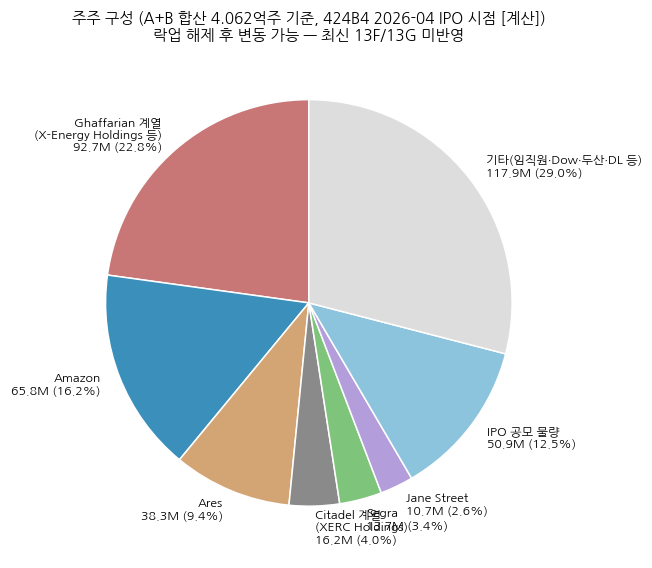 주주 구성 (A+B 합산 4.062억주 기준, 424B4 2026-04 IPO 시점 [계산])
락업 해제 후 변동 가능 — 최신 13F/13G 미반영
Ghaffarian 계열
(X-Energy Holdings 등)
92.7M (22.8%)
기타(임직원·Dow·두산·DL 등)
117.9M (29.0%)
Amazon
65.8M (16.2%)
IPO 공모 물량
50.9M (12.5%)
Ares
38.3M (9.4%)
Citadel 계열
(XERC Holdings)
16.2M (4.0%)
Segra
13.7M (3.4%)
Jane Street
10.7M (2.6%)